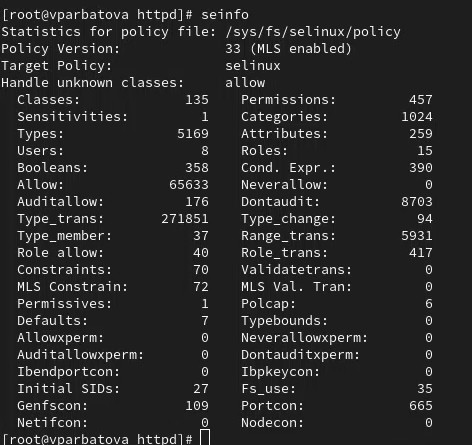 [root@vparbatova httpd]# seinfo
Statistics for policy file: /sys/fs/selinux/policy
Policy Version: 33 (MLS enabled)
Target Policy: selinux
Handle unknown classes: allow
Classes: 135 Permissions: 457
Sensitivities: 1 Categories: 1024
Types: 5169 Attributes: 259
Users: 8 Roles: 15
Booleans: 358 Cond. Expr.: 390
Allow: 65633 Neverallow: 0
Auditallow: 176 Dontaudit: 8703
Type_trans: 271851 Type_change: 94
Type_member: 37 Range_trans: 5931
Role allow: 40 Role_trans: 417
Constraints: 70 Validatetrans: 0
MLS Constrain: 72 MLS Val. Tran: 0
Permissives: 1 Polcap: 6
Defaults: 7 Typebounds: 0
Allowxperm: 0 Neverallowxperm: 0
Auditallowxperm: 0 Dontauditxperm: 0
Ibendportcon: 0 Ibpkeycon: 0
Initial SIDs: 27 Fs_use: 35
Genfscon: 109 Portcon: 665
Netifcon: 0 Nodecon: 0
[root@vparbatova httpd]#